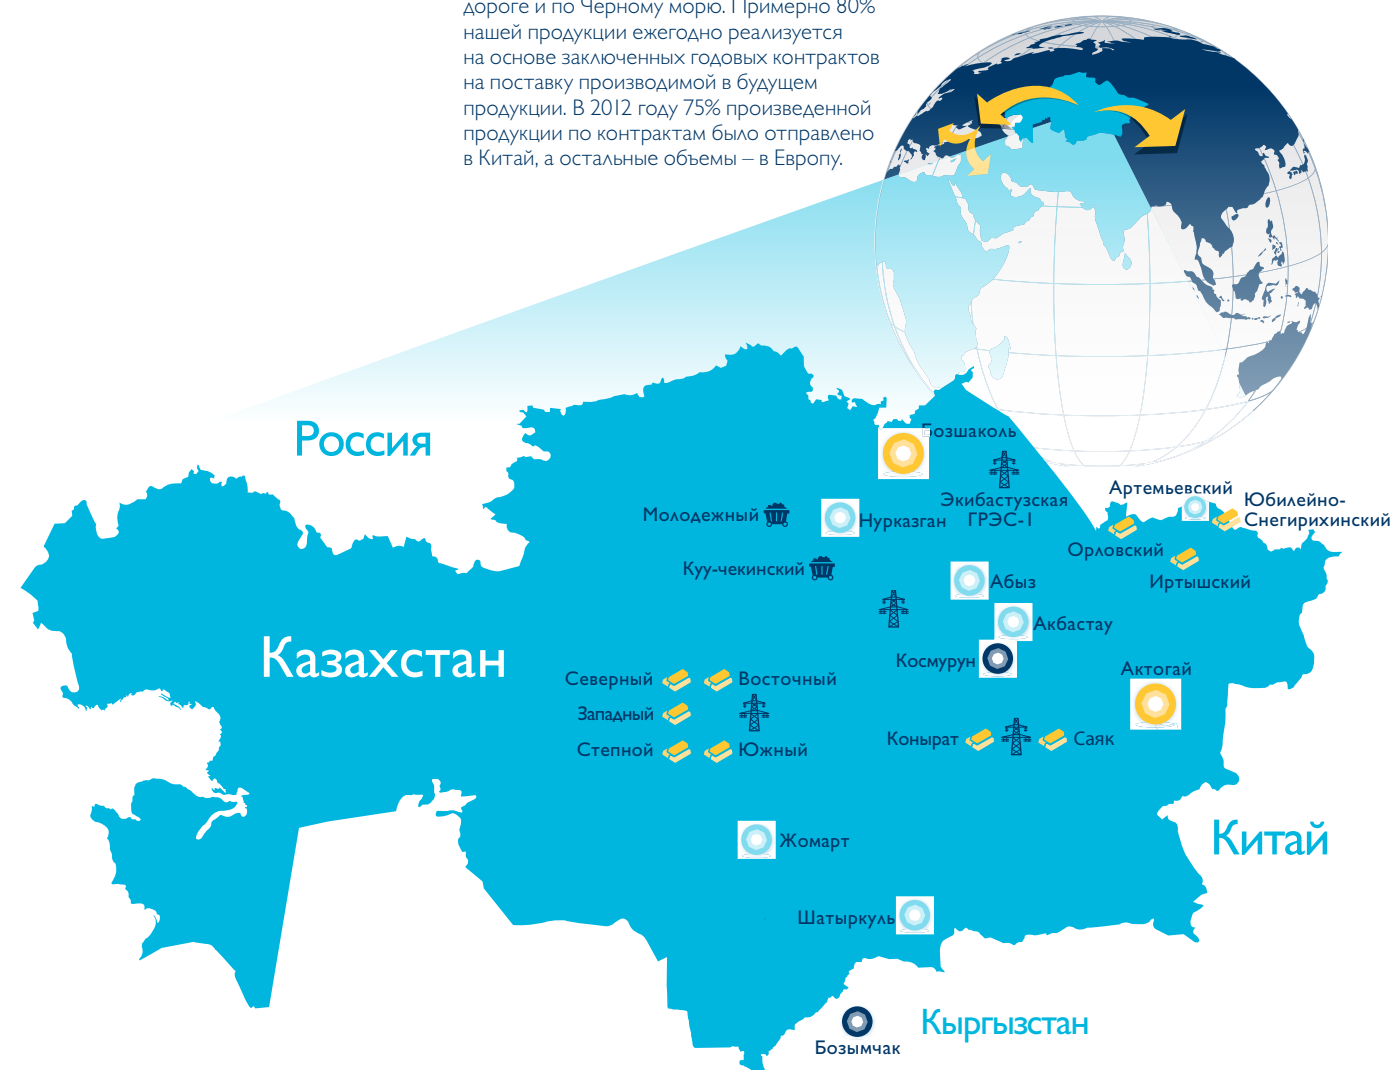 дороге и по Черному морю. Примерно 80%
нашей продукции ежегодно реализуется
на основе заключенных годовых контрактов
на поставку производимой в будущем
продукции. В 2012 году 75% произведенной
продукции по контрактам было отправлено
в Китай, а остальные объемы – в Европу.
Россия
Бозшаколь
Экибастузская
ГРЭС-1
Артемьевский
Юбилейно-
Снегирихинский
Молодежный
Нурказган
Орловский
Иртышский
Куу-чекинский
Абыз
Акбастау
Казахстан
Космурун
Актогай
Северный
Восточный
Западный
Степной
Южный
Конырат
Саяк
Китай
Жомарт
Шатыркуль
Кыргызстан
Бозымчак